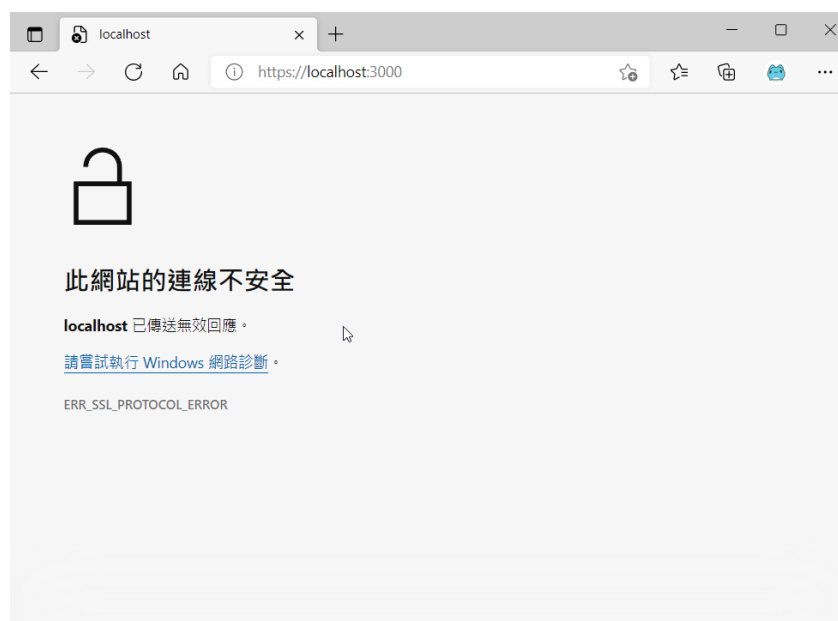 localhost
https://localhost:3000
此網站的連線不安全
localhost 已傳送無效回應。
請嘗試執行 Windows 網路診斷。
ERR_SSL_PROTOCOL_ERROR